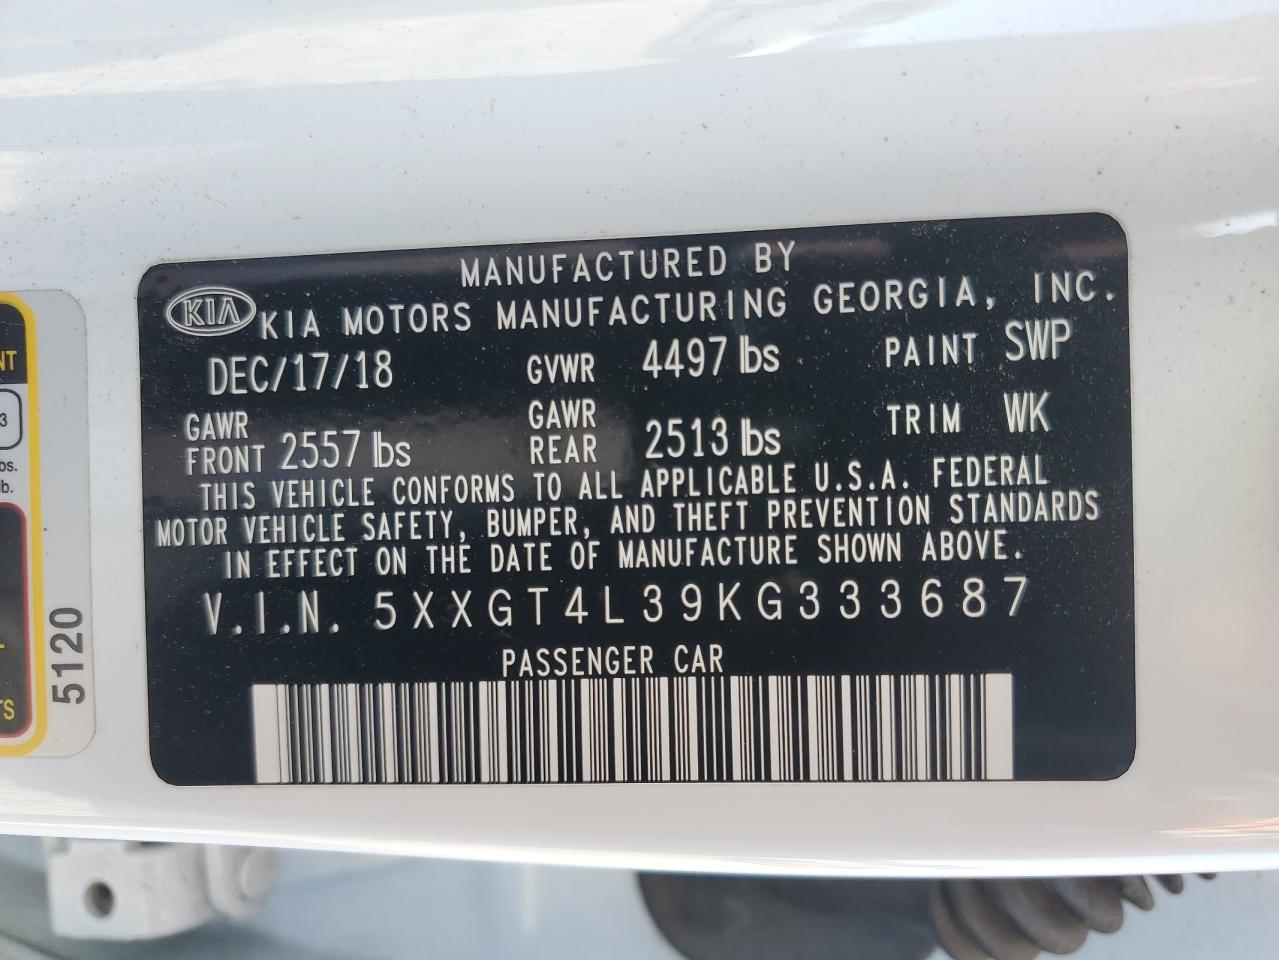 MANUFACTURED BY
KIA KIA MOTORS MANUFACTURING GEORGIA, INC.
DEC/17/18 GVWR 4497 lbs PAINT SWP
GAWR FRONT 2557 lbs GAWR REAR 2513 lbs TRIM WK
THIS VEHICLE CONFORMS TO ALL APPLICABLE U.S.A. FEDERAL
MOTOR VEHICLE SAFETY, BUMPER, AND THEFT PREVENTION STANDARDS
IN EFFECT ON THE DATE OF MANUFACTURE SHOWN ABOVE.
V.I.N. 5XXGT4L39KG333687
PASSENGER CAR
5120
3